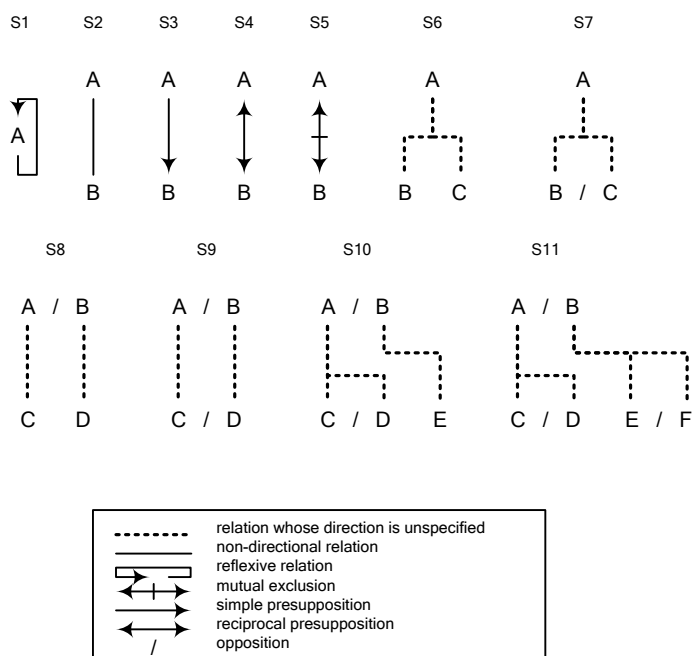 S1 S2 S3 S4 S5 S6 S7
A A A A A A
A
B B B B B C B / C
S8 S9 S10 S11
A / B A / B A / B A / B
C D C / D C / D E C / D E / F
relation whose direction is unspecified
non-directional relation
reflexive relation
mutual exclusion
simple presupposition
reciprocal presupposition
/ opposition